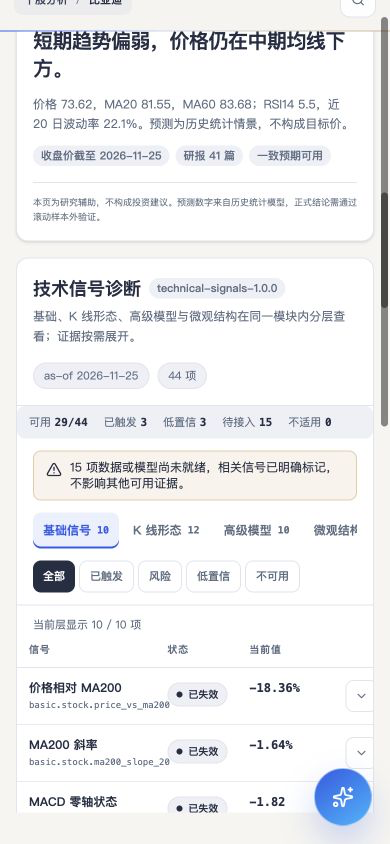 个股分析 / 比亚迪
短期趋势偏弱，价格仍在中期均线下
方。
价格 73.62，MA20 81.55，MA60 83.68；RSI14 5.5，近
20 日波动率 22.1%。预测为历史统计情景，不构成目标价。
收盘价截至 2026-11-25 研报 41 篇 一致预期可用
本页为研究辅助，不构成投资建议。预测数字来自历史统计模型，正式结论需通过
滚动样本外验证。
技术信号诊断 technical-signals-1.0.0
基础、K 线形态、高级模型与微观结构在同一模块内分层查
看；证据按需展开。
as-of 2026-11-25 44 项
可用 29/44 已触发 3 低置信 3 待接入 15 不适用 0
15 项数据或模型尚未就绪，相关信号已明确标记，
不影响其他可用证据。
基础信号 10 K 线形态 12 高级模型 10 微观结构
全部 已触发 风险 低置信 不可用
当前层显示 10 / 10 项
信号 状态 当前值
价格相对 MA200 已失效 -18.36%
basic.stock.price_vs_ma200
MA200 斜率 已失效 -1.64%
basic.stock.ma200_slope_20
MACD 零轴状态 已失效 -1.82